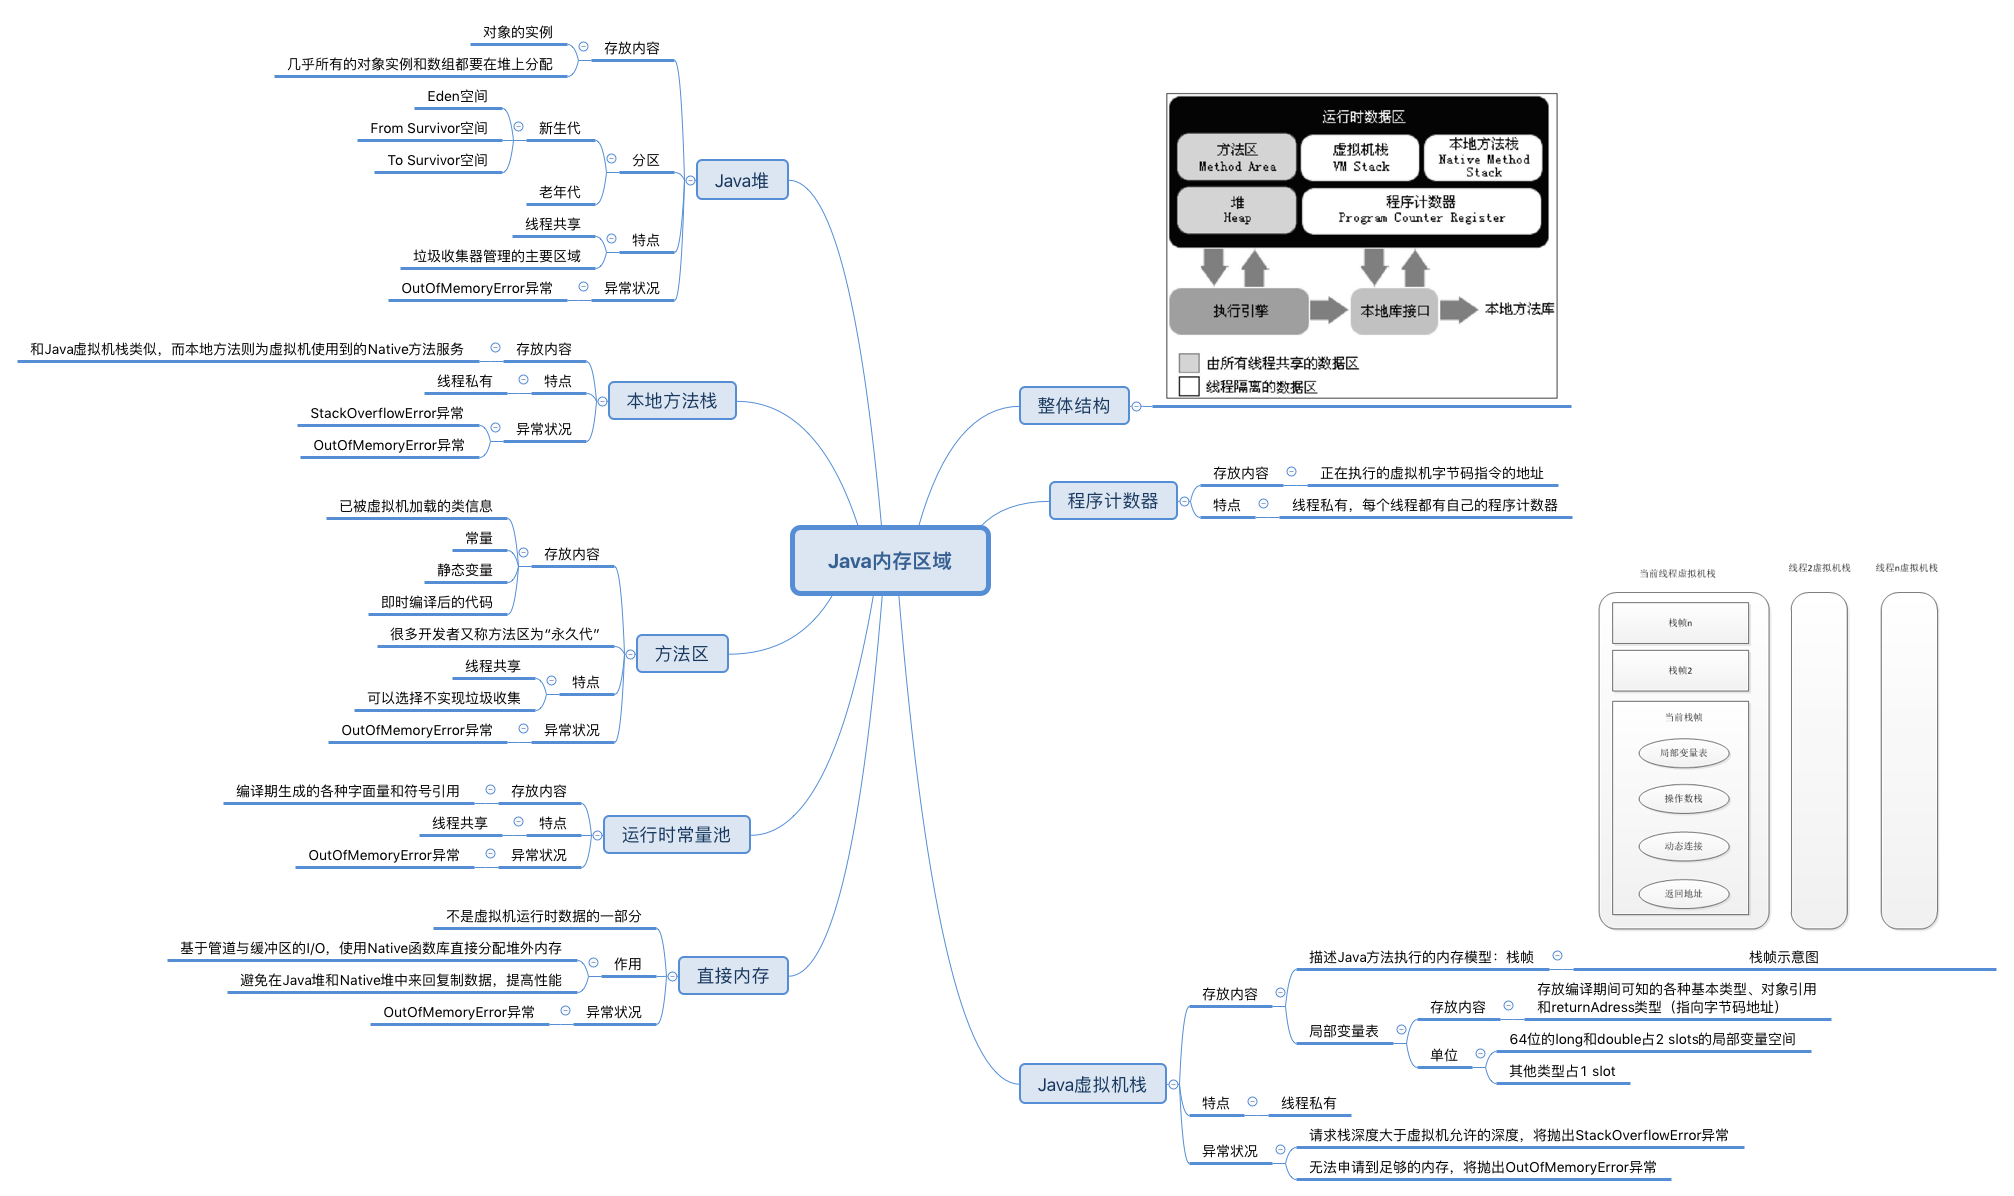 Java内存区域
Java堆
存放内容
对象的实例
几乎所有的对象实例和数组都要在堆上分配
分区
新生代
Eden空间
From Survivor空间
To Survivor空间
老年代
特点
线程共享
垃圾收集器管理的主要区域
异常状况
OutOfMemoryError异常
本地方法栈
存放内容
和Java虚拟机栈类似，而本地方法则为虚拟机使用到的Native方法服务
特点
线程私有
异常状况
StackOverflowError异常
OutOfMemoryError异常
方法区
存放内容
已被虚拟机加载的类信息
常量
静态变量
即时编译后的代码
很多开发者又称方法区为“永久代”
特点
线程共享
可以选择不实现垃圾收集
异常状况
OutOfMemoryError异常
运行时常量池
存放内容
编译期生成的各种字面量和符号引用
特点
线程共享
异常状况
OutOfMemoryError异常
直接内存
不是虚拟机运行时数据的一部分
作用
基于管道与缓冲区的I/O，使用Native函数库直接分配堆外内存
避免在Java堆和Native堆中来回复制数据，提高性能
异常状况
OutOfMemoryError异常
整体结构
运行时数据区
方法区
Method Area
虚拟机栈
VM Stack
本地方法栈
Native Method
Stack
堆
Heap
程序计数器
Program Counter Register
执行引擎
本地库接口
本地方法库
由所有线程共享的数据区
线程隔离的数据区
程序计数器
存放内容
正在执行的虚拟机字节码指令的地址
特点
线程私有，每个线程都有自己的程序计数器
Java虚拟机栈
存放内容
描述Java方法执行的内存模型：栈帧
当前线程虚拟机栈
线程2虚拟机栈
线程n虚拟机栈
栈帧n
栈帧2
当前栈帧
局部变量表
操作数栈
动态连接
返回地址
栈帧示意图
局部变量表
存放内容
存放编译期间可知的各种基本类型、对象引用
和returnAdress类型（指向字节码地址）
单位
64位的long和double占2 slots的局部变量空间
其他类型占1 slot
特点
线程私有
异常状况
请求栈深度大于虚拟机允许的深度，将抛出StackOverflowError异常
无法申请到足够的内存，将抛出OutOfMemoryError异常